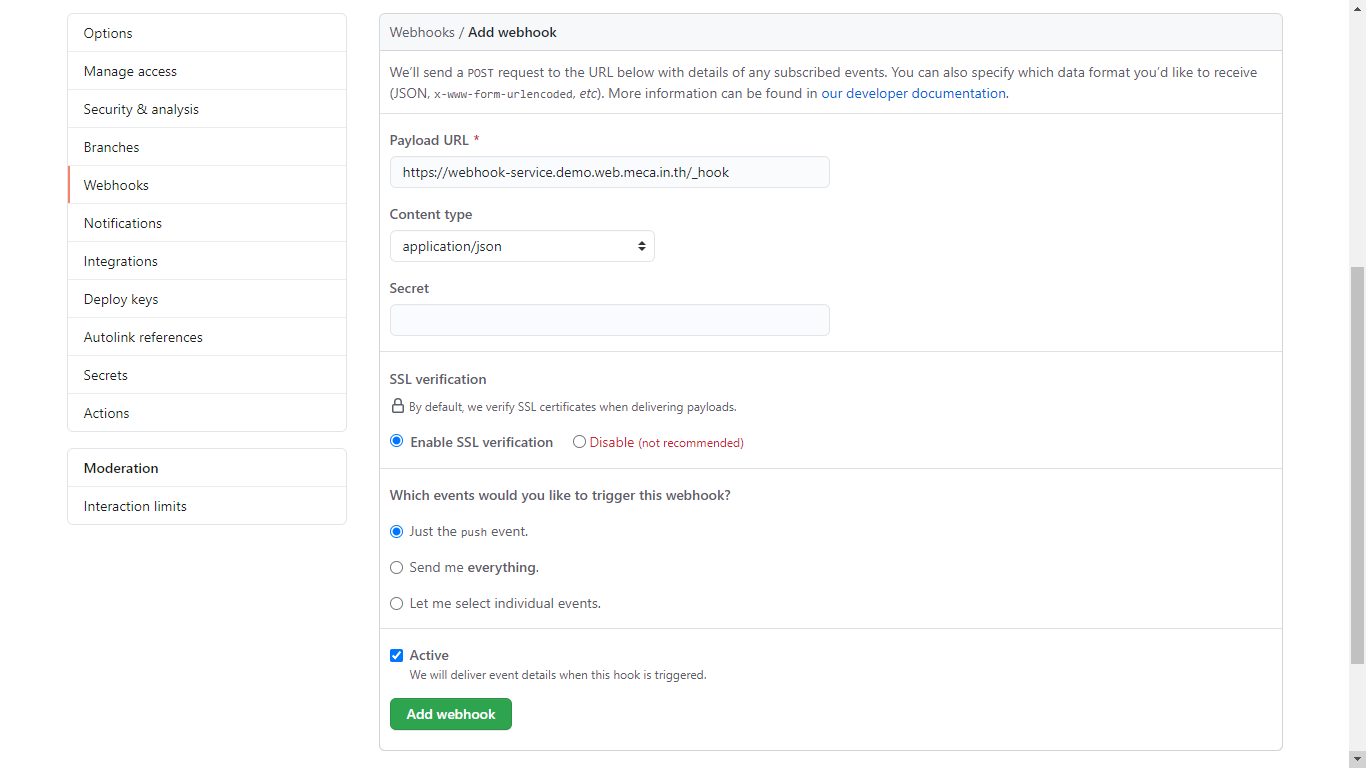 Options
Manage access
Security & analysis
Branches
Webhooks
Notifications
Integrations
Deploy keys
Autolink references
Secrets
Actions
Moderation
Interaction limits
Webhooks / Add webhook
We’ll send a POST request to the URL below with details of any subscribed events. You can also specify which data format you’d like to receive
(JSON, x-www-form-urlencoded, etc). More information can be found in our developer documentation.
Payload URL *
https://webhook-service.demo.web.meca.in.th/_hook
Content type
application/json
Secret
SSL verification
By default, we verify SSL certificates when delivering payloads.
Enable SSL verification Disable (not recommended)
Which events would you like to trigger this webhook?
Just the push event.
Send me everything.
Let me select individual events.
Active
We will deliver event details when this hook is triggered.
Add webhook